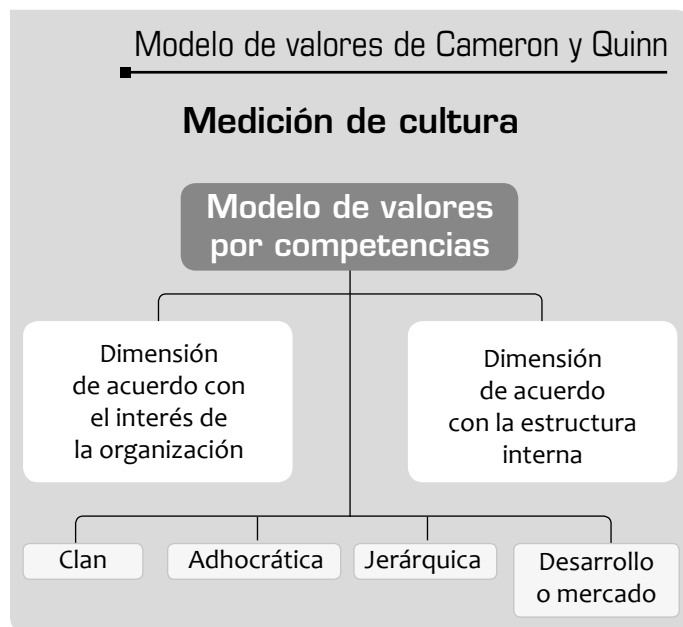 Modelo de valores de Cameron y Quinn
Medición de cultura
Modelo de valores
por competencias
Dimensión
de acuerdo con
el interés de
la organización
Dimensión
de acuerdo
con la estructura
interna
Clan
Adhocrática
Jerárquica
Desarrollo
o mercado